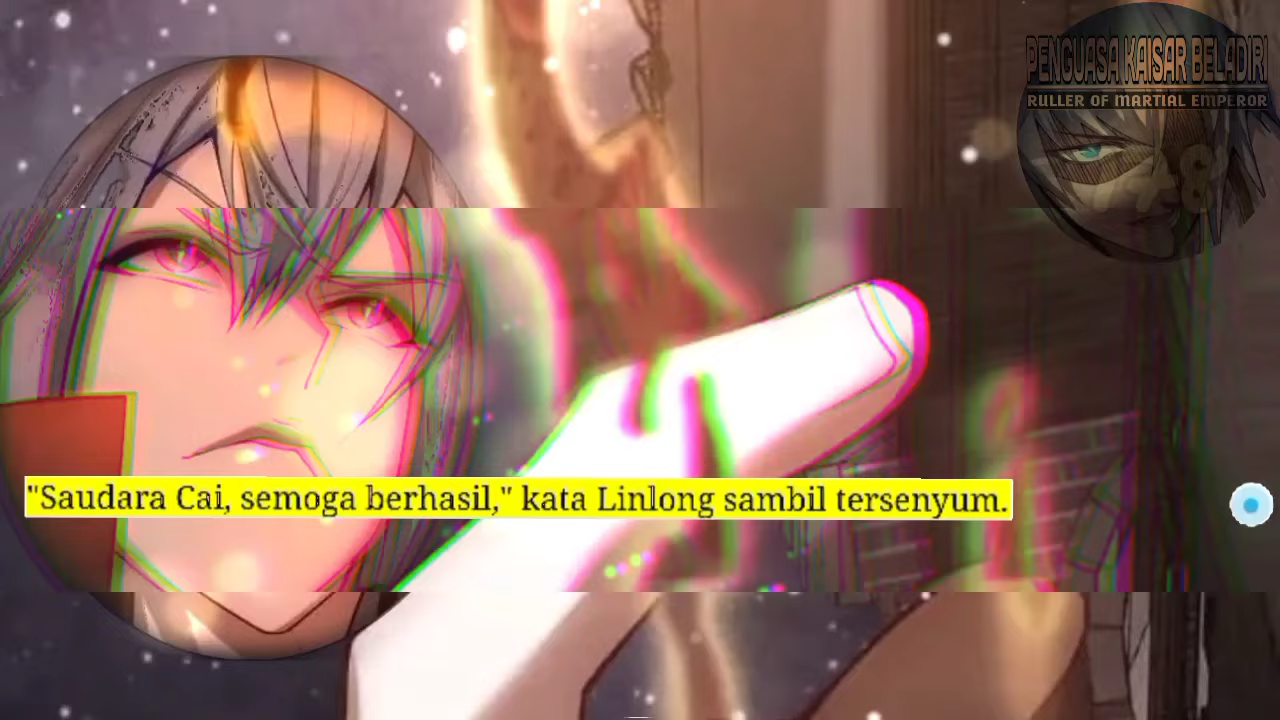 PENGUASA KAISAR BELADIRI
RULLER OF MARTIAL EMPEROR
"Saudara Cai, semoga berhasil," kata Linlong sambil tersenyum.